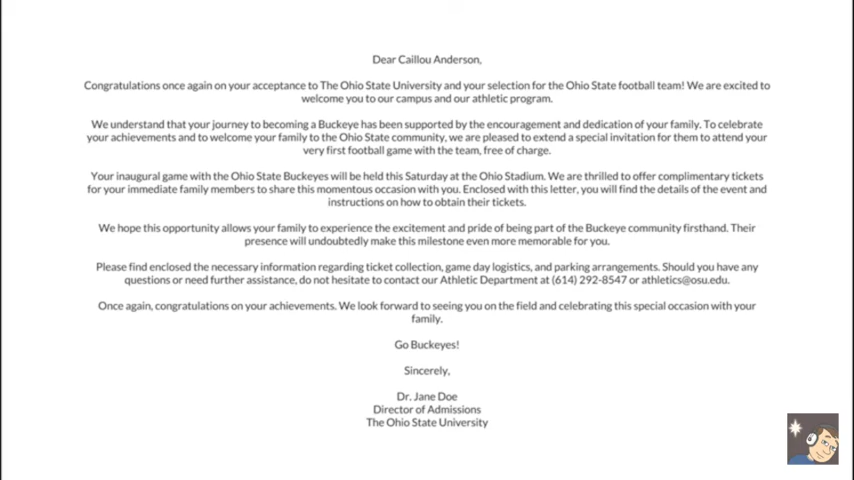 Dear Caillou Anderson,
Congratulations once again on your acceptance to The Ohio State University and your selection for the Ohio State football team! We are excited to
welcome you to our campus and our athletic program.
We understand that your journey to becoming a Buckeye has been supported by the encouragement and dedication of your family. To celebrate
your achievements and to welcome your family to the Ohio State community, we are pleased to extend a special invitation for them to attend your
very first football game with the team, free of charge.
Your inaugural game with the Ohio State Buckeyes will be held this Saturday at the Ohio Stadium. We are thrilled to offer complimentary tickets
for your immediate family members to share this momentous occasion with you. Enclosed with this letter, you will find the details of the event and
instructions on how to obtain their tickets.
We hope this opportunity allows your family to experience the excitement and pride of being part of the Buckeye community firsthand. Their
presence will undoubtedly make this milestone even more memorable for you.
Please find enclosed the necessary information regarding ticket collection, game day logistics, and parking arrangements. Should you have any
questions or need further assistance, do not hesitate to contact our Athletic Department at (614) 292-8547 or athletics@osu.edu.
Once again, congratulations on your achievements. We look forward to seeing you on the field and celebrating this special occasion with your
family.
Go Buckeyes!
Sincerely,
Dr. Jane Doe
Director of Admissions
The Ohio State University